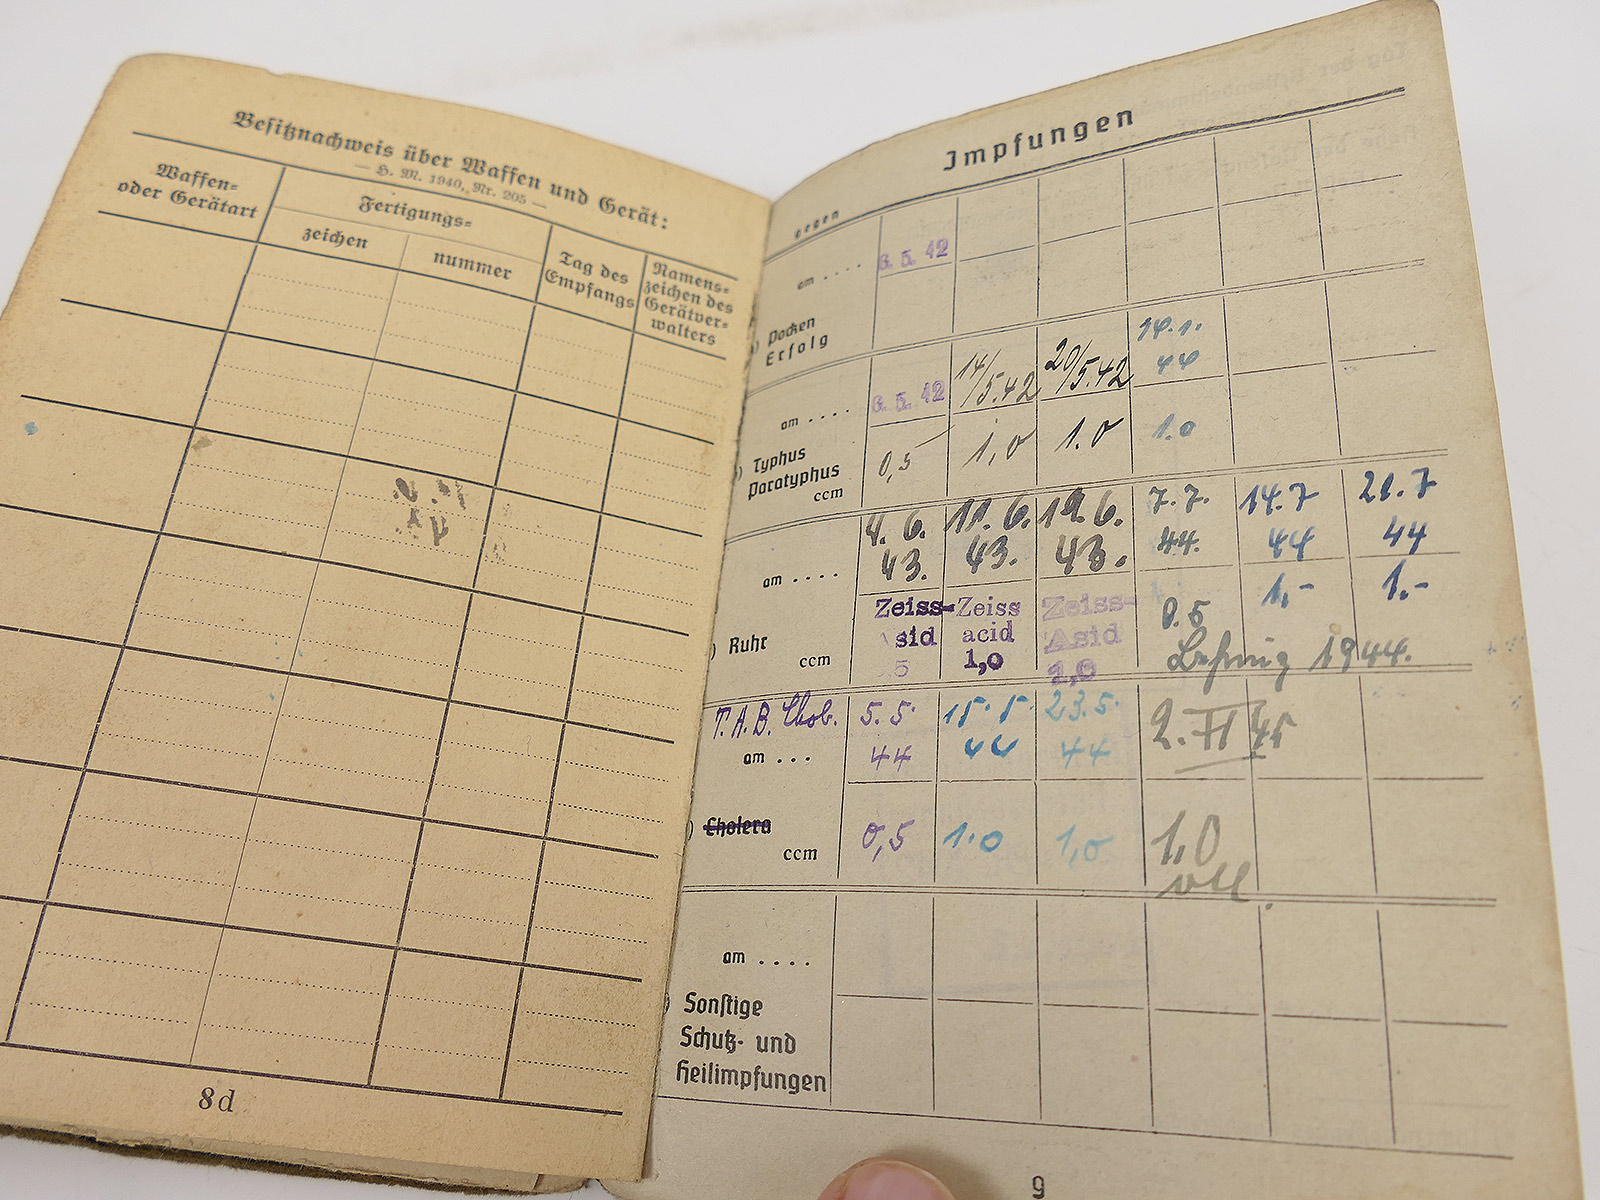 Besitznachweis über Waffen und Gerät:
— H. M. 1940, Nr. 205 —
Waffen-
oder Gerätart
Fertigungs-
zeichen
nummer
Tag des
Empfangs
Namens-
zeichen des
Gerätver-
walters
8d
Impfungen
gegen
am . . . .
6. 5. 42
) Pocken
Erfolg
am . . . .
6. 5. 42
14/5.42
20/5.42
14.1.
44
) Typhus
Paratyphus
ccm
0,5
1,0
1.0
1.0
am . . . .
4. 6.
43.
11. 6.
43.
19. 6.
43.
7.7.
44.
14.7
44
21.7
44
) Ruhr
ccm
Zeiss-
Asid
5
Zeiss
acid
1,0
Zeiss-
Asid
1,0
0.5
1,-
1.-
1944.
T.A.B. Chol.
am . . .
5.5.
44
15.5.
44
23.5.
44
2. II 45
) Cholera
ccm
0,5
1.0
1,0
1,0
am . . . .
) Sonstige
Schutz- und
Heilimpfungen
9